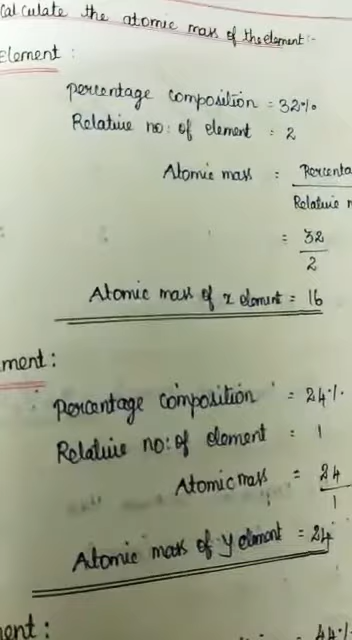 Calculate the atomic mass of the element :-
element :
percentage composition = 32%
Relative no: of element = 2
Atomic mass =
Relative
= 32
2
Atomic mass of x element = 16
percentage composition = 24%
Relative no: of element = 1
Atomic mass = 24
1
Atomic mass of y element = 24
= 44%